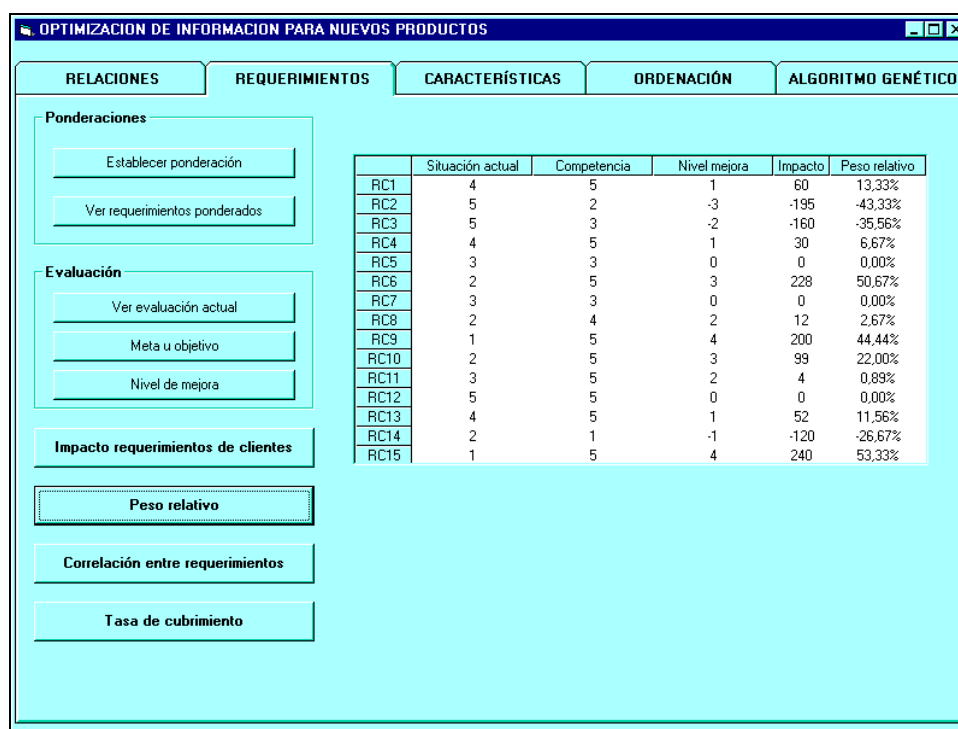 OPTIMIZACION DE INFORMACION PARA NUEVOS PRODUCTOS
RELACIONES REQUERIMIENTOS CARACTERÍSTICAS ORDENACIÓN ALGORITMO GENÉTICO
Ponderaciones
Establecer ponderación
Ver requerimientos ponderados
Evaluación
Ver evaluación actual
Meta u objetivo
Nivel de mejora
Impacto requerimientos de clientes
Peso relativo
Correlación entre requerimientos
Tasa de cubrimiento
Situación actual Competencia Nivel mejora Impacto Peso relativo
RC1 4 5 1 60 13,33%
RC2 5 2 -3 -195 -43,33%
RC3 5 3 -2 -160 -35,56%
RC4 4 5 1 30 6,67%
RC5 3 3 0 0 0,00%
RC6 2 5 3 228 50,67%
RC7 3 3 0 0 0,00%
RC8 2 4 2 12 2,67%
RC9 1 5 4 200 44,44%
RC10 2 5 3 99 22,00%
RC11 3 5 2 4 0,89%
RC12 5 5 0 0 0,00%
RC13 4 5 1 52 11,56%
RC14 2 1 -1 -120 -26,67%
RC15 1 5 4 240 53,33%